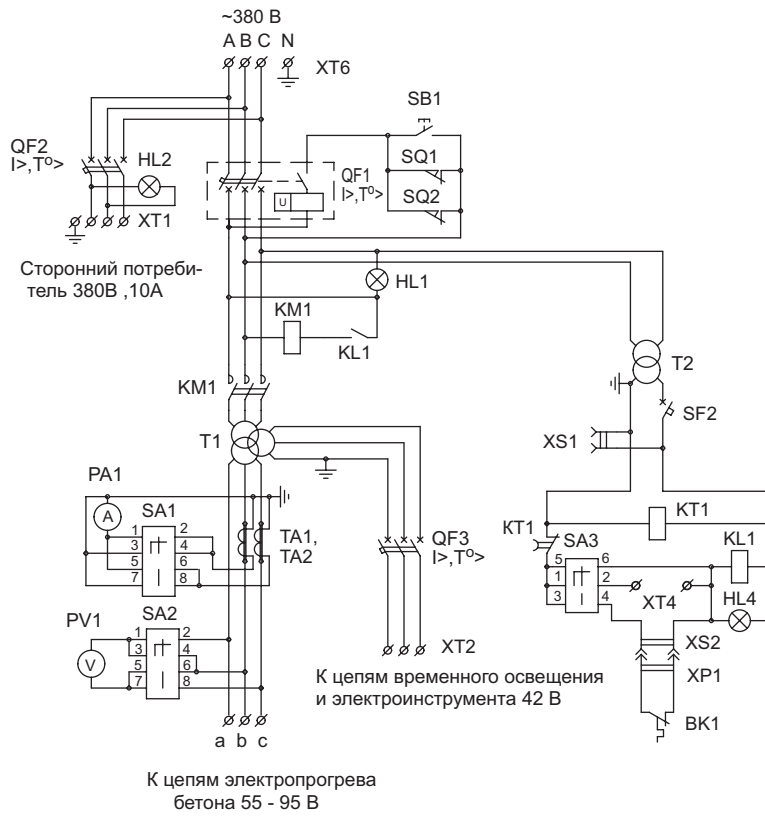 ~380 В
A B C N
XT6
SB1
QF2
I>,Tº>
HL2
SQ1
QF1
I>,Tº>
U
SQ2
XT1
Сторонний потреби-
тель 380В ,10А
HL1
KM1
KL1
T2
KM1
SF2
T1
XS1
PA1
A
SA1
1 2
3 4
5 6
7 8
TA1,
TA2
QF3
I>,Tº>
KT1
KT1
SA3
KL1
5 6
1 2
3 4
XT4
HL4
PV1
V
SA2
1 2
3 4
5 6
7 8
XT2
XS2
XP1
BK1
К цепям временного освещения
и электроинструмента 42 В
a b c
К цепям электропрогрева
бетона 55 - 95 В